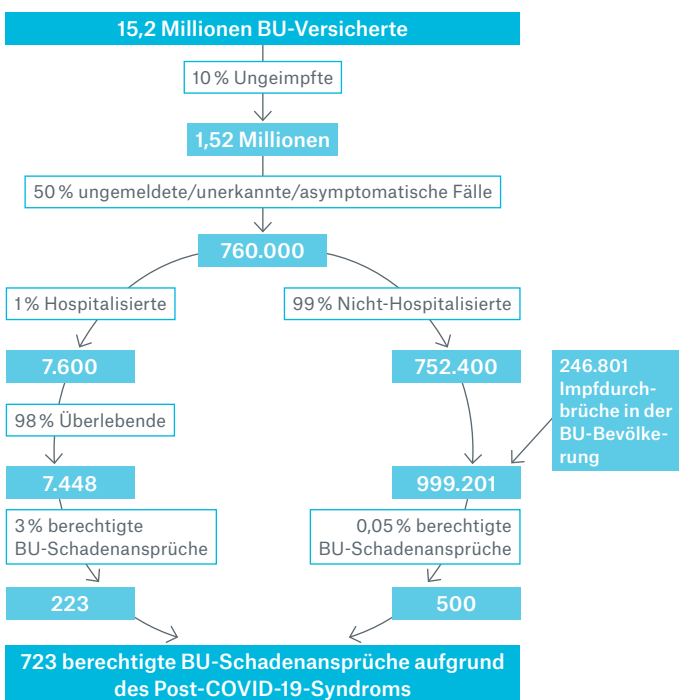 15,2 Millionen BU-Versicherte
10 % Ungeimpfte
1,52 Millionen
50 % ungemeldete/unerkannte/asymptomatische Fälle
760.000
1 % Hospitalisierte
99 % Nicht-Hospitalisierte
7.600
752.400
246.801
Impfdurch-
brüche in der
BU-Bevölke-
rung
98 % Überlebende
7.448
999.201
3 % berechtigte
BU-Schadenansprüche
0,05 % berechtigte
BU-Schadenansprüche
223
500
723 berechtigte BU-Schadenansprüche aufgrund
des Post-COVID-19-Syndroms